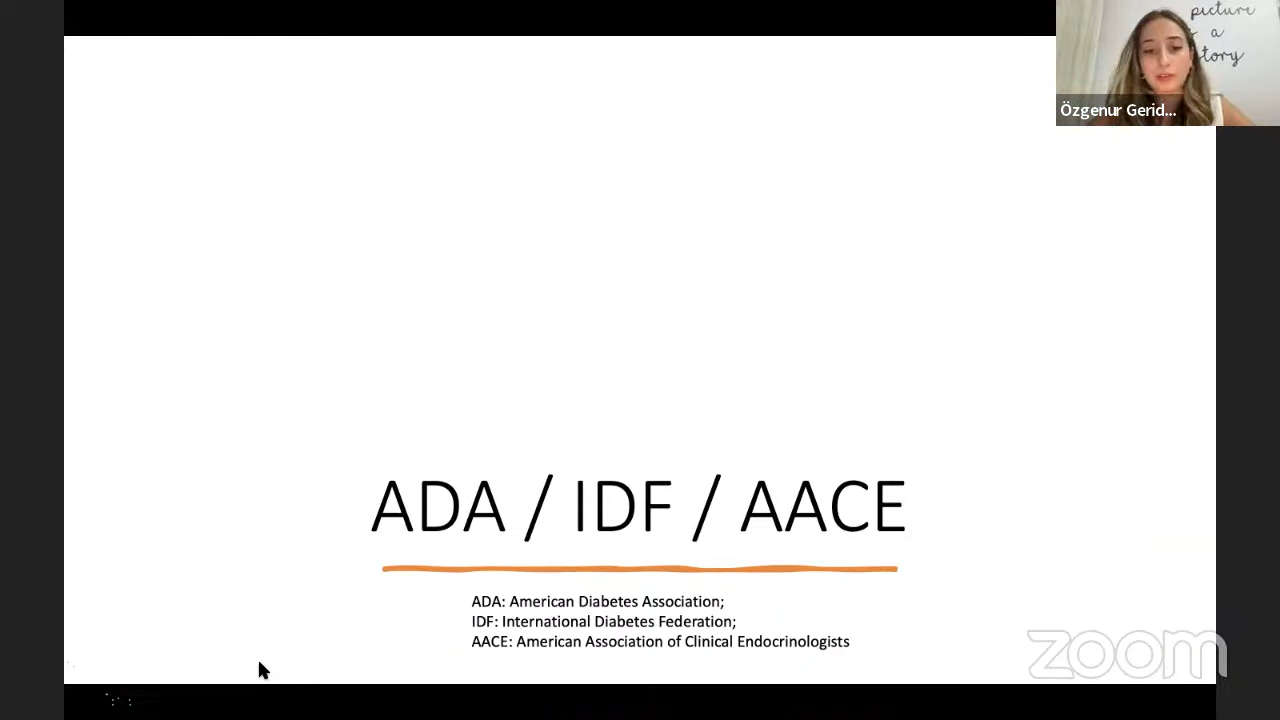 picture
a
story
Özgenur Gerid...
ADA / IDF / AACE
ADA: American Diabetes Association;
IDF: International Diabetes Federation;
AACE: American Association of Clinical Endocrinologists
zoom